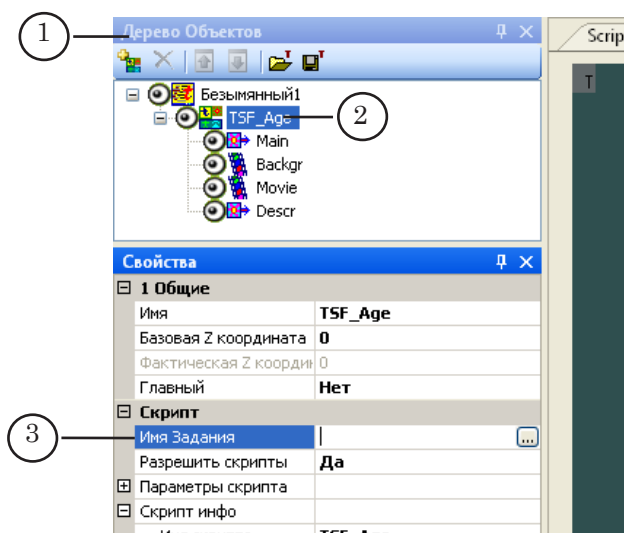 1
Дерево Объектов
Scrip
T
Безымянный1
TSF_Age
2
Main
Backgr
Movie
Descr
Свойства
1 Общие
Имя TSF_Age
Базовая Z координата 0
Фактическая Z координ 0
Главный Нет
Скрипт
3
Имя Задания ...
Разрешить скрипты Да
Параметры скрипта
Скрипт инфо